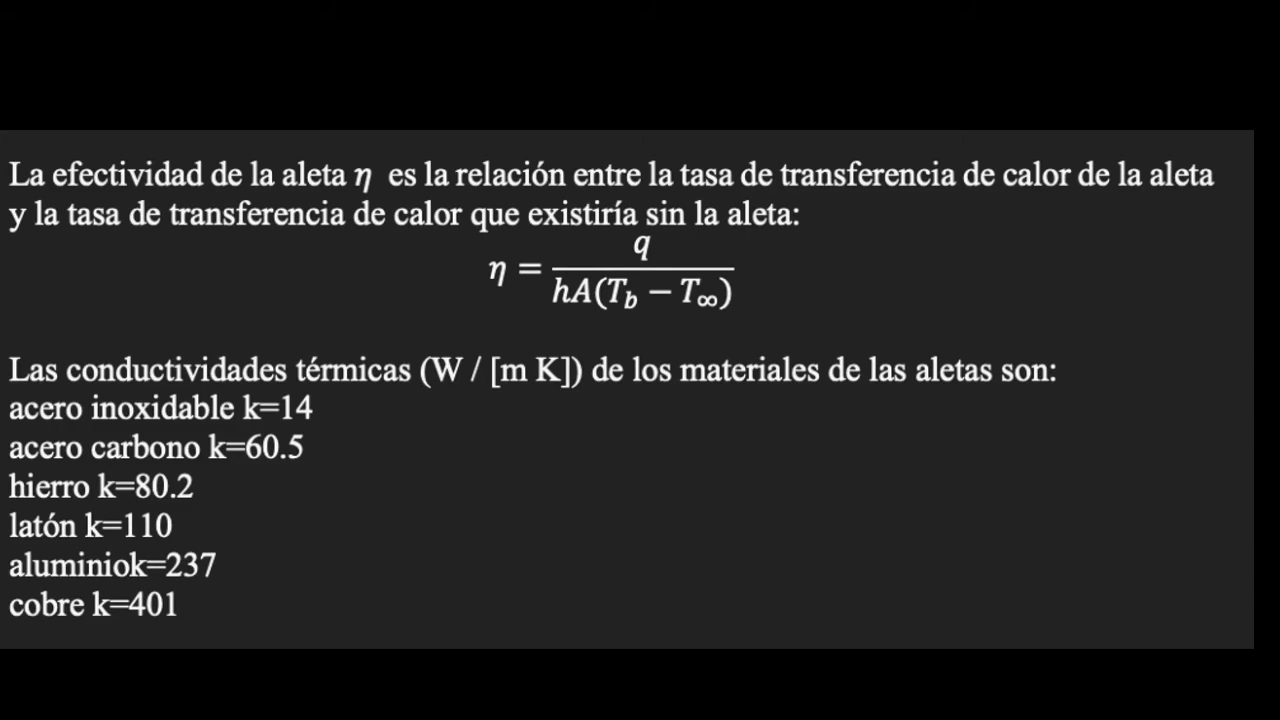 La efectividad de la aleta η es la relación entre la tasa de transferencia de calor de la aleta
y la tasa de transferencia de calor que existiría sin la aleta:
η = q / hA(T_b − T_∞)
Las conductividades térmicas (W / [m K]) de los materiales de las aletas son:
acero inoxidable k=14
acero carbono k=60.5
hierro k=80.2
latón k=110
aluminiok=237
cobre k=401